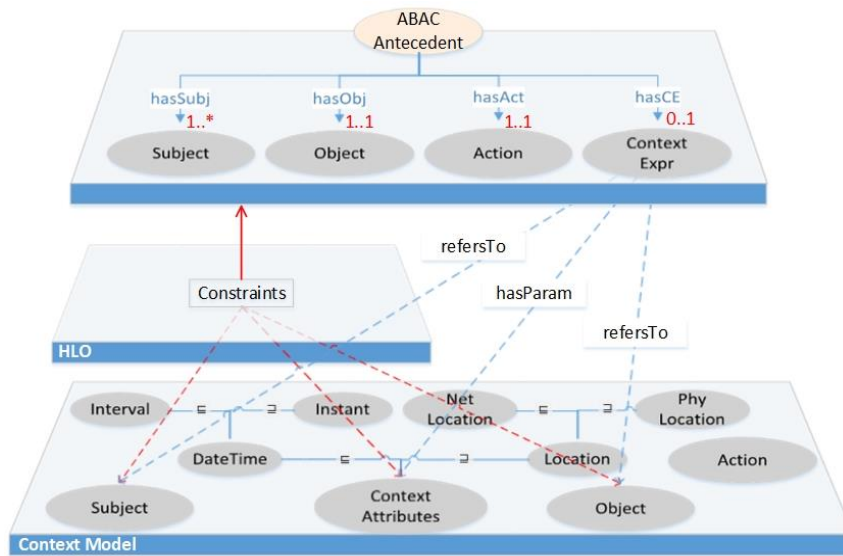 ABAC
Antecedent
hasSubj
hasObj
hasAct
hasCE
1..*
1..1
1..1
0..1
Subject
Object
Action
Context
Expr
refersTo
Constraints
hasParam
refersTo
HLO
Interval
⊑
⊒
Instant
Net
Location
⊑
⊒
Phy
Location
DateTime
⊑
⊒
Location
Action
Subject
Context
Attributes
Object
Context Model